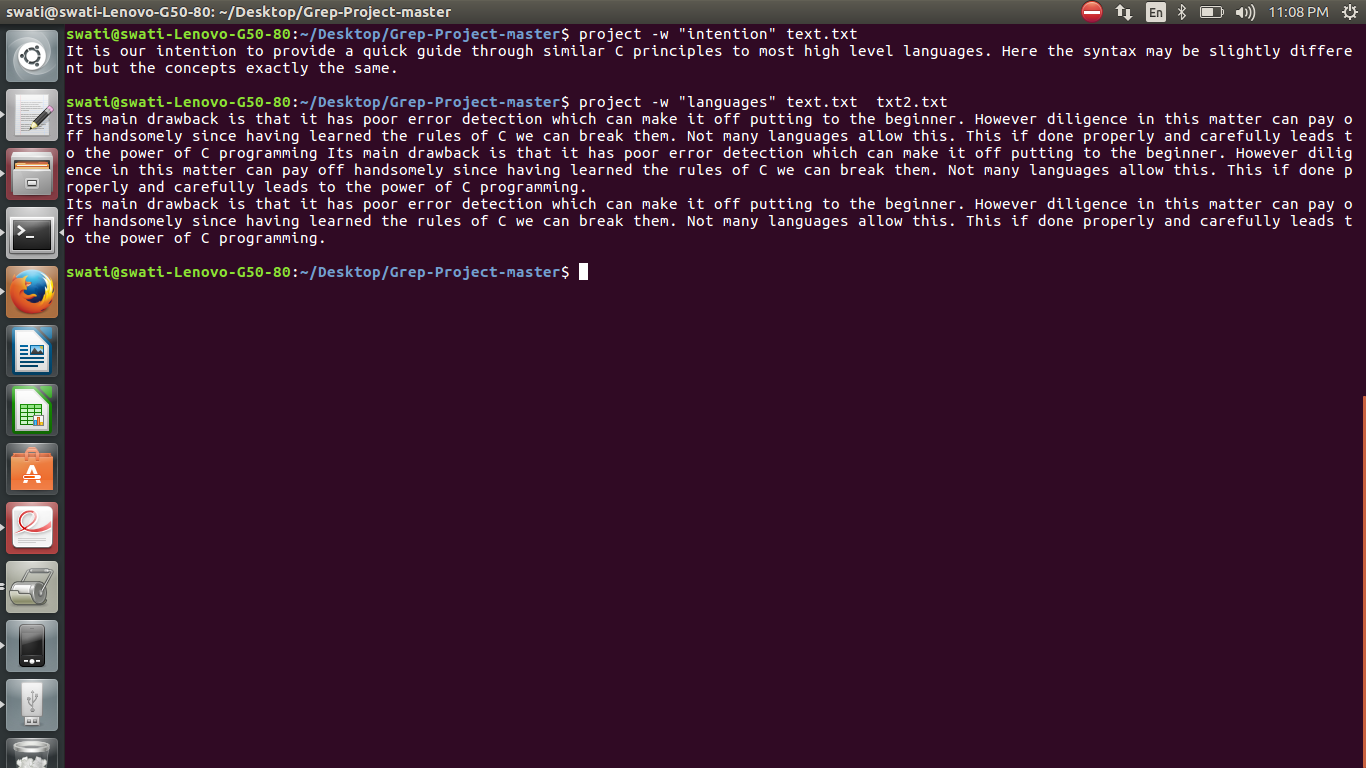 swati@swati-Lenovo-G50-80: ~/Desktop/Grep-Project-master
En
11:08 PM
swati@swati-Lenovo-G50-80:~/Desktop/Grep-Project-master$ project -w "intention" text.txt
It is our intention to provide a quick guide through similar C principles to most high level languages. Here the syntax may be slightly differe
nt but the concepts exactly the same.
swati@swati-Lenovo-G50-80:~/Desktop/Grep-Project-master$ project -w "languages" text.txt  txt2.txt
Its main drawback is that it has poor error detection which can make it off putting to the beginner. However diligence in this matter can pay o
ff handsomely since having learned the rules of C we can break them. Not many languages allow this. This if done properly and carefully leads t
o the power of C programming Its main drawback is that it has poor error detection which can make it off putting to the beginner. However dilig
ence in this matter can pay off handsomely since having learned the rules of C we can break them. Not many languages allow this. This if done p
roperly and carefully leads to the power of C programming.
Its main drawback is that it has poor error detection which can make it off putting to the beginner. However diligence in this matter can pay o
ff handsomely since having learned the rules of C we can break them. Not many languages allow this. This if done properly and carefully leads t
o the power of C programming.
swati@swati-Lenovo-G50-80:~/Desktop/Grep-Project-master$